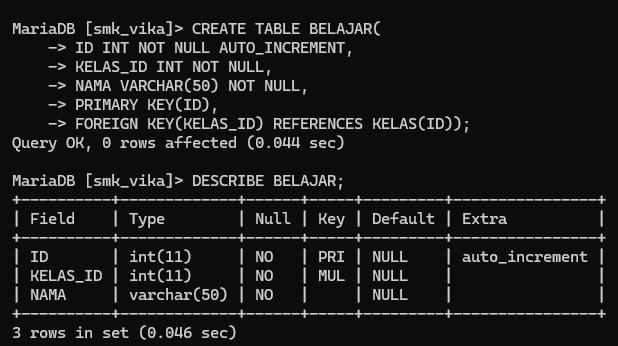 MariaDB [smk_vika]> CREATE TABLE BELAJAR(
    -> ID INT NOT NULL AUTO_INCREMENT,
    -> KELAS_ID INT NOT NULL,
    -> NAMA VARCHAR(50) NOT NULL,
    -> PRIMARY KEY(ID),
    -> FOREIGN KEY(KELAS_ID) REFERENCES KELAS(ID));
Query OK, 0 rows affected (0.044 sec)

MariaDB [smk_vika]> DESCRIBE BELAJAR;
+----------+-------------+------+-----+---------+----------------+
| Field    | Type        | Null | Key | Default | Extra          |
+----------+-------------+------+-----+---------+----------------+
| ID       | int(11)     | NO   | PRI | NULL    | auto_increment |
| KELAS_ID | int(11)     | NO   | MUL | NULL    |                |
| NAMA     | varchar(50) | NO   |     | NULL    |                |
+----------+-------------+------+-----+---------+----------------+
3 rows in set (0.046 sec)